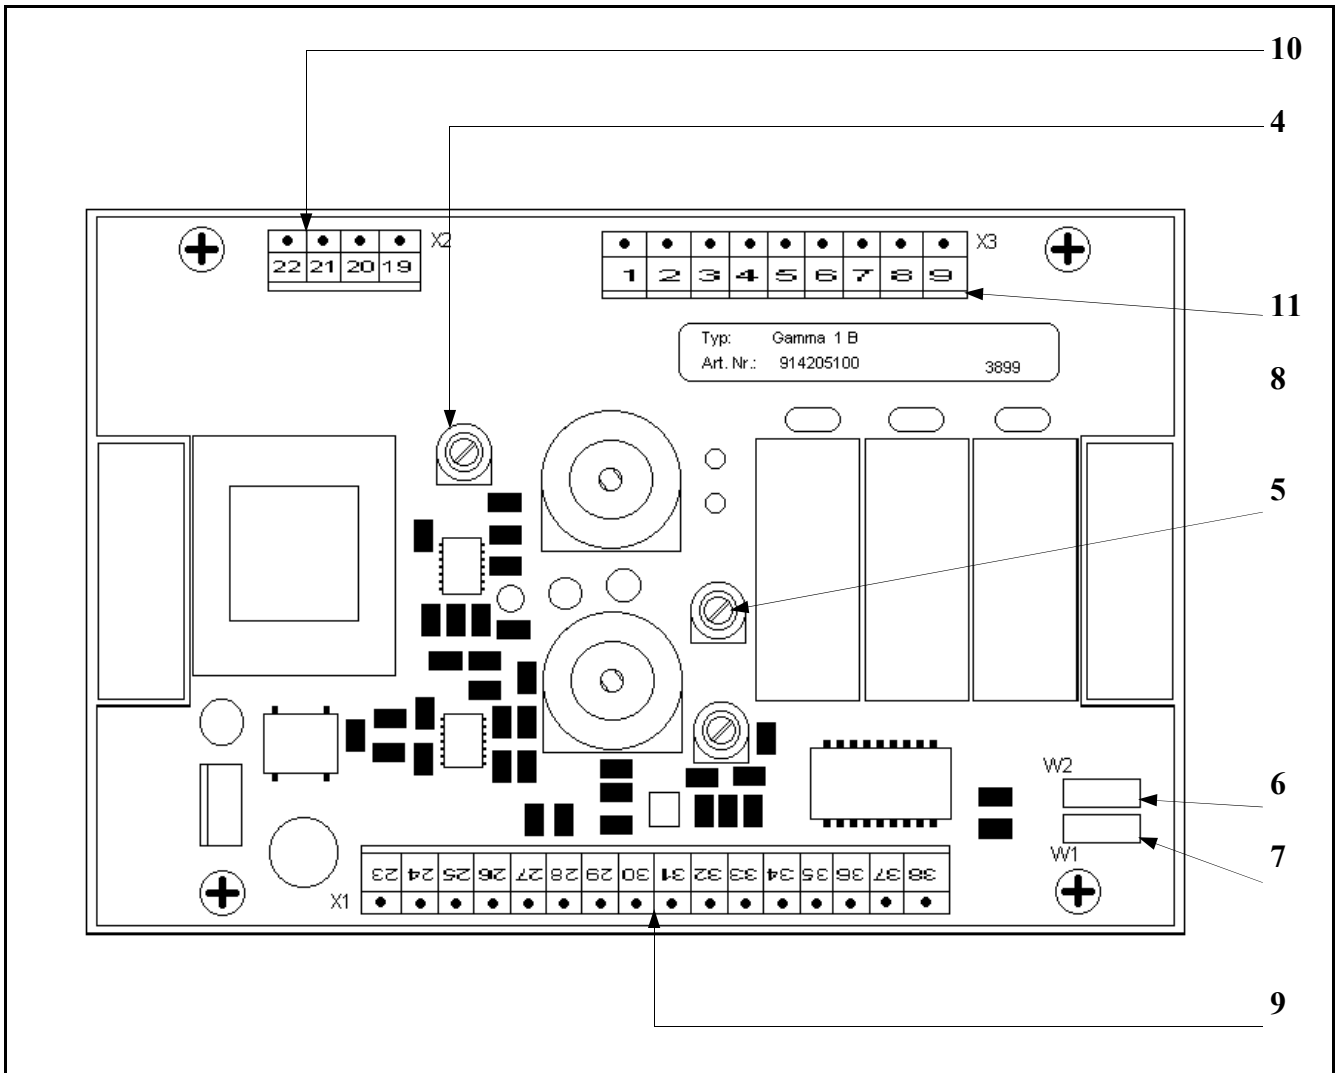 10
4
X2
22 21 20 19
X3
1 2 3 4 5 6 7 8 9
11
Typ: Gamma 1 B
Art. Nr.: 914205100
3899
8
5
W2
6
W1
7
23 24 25 26 27 28 29 30 31 32 33 34 35 36 37 38
X1
9